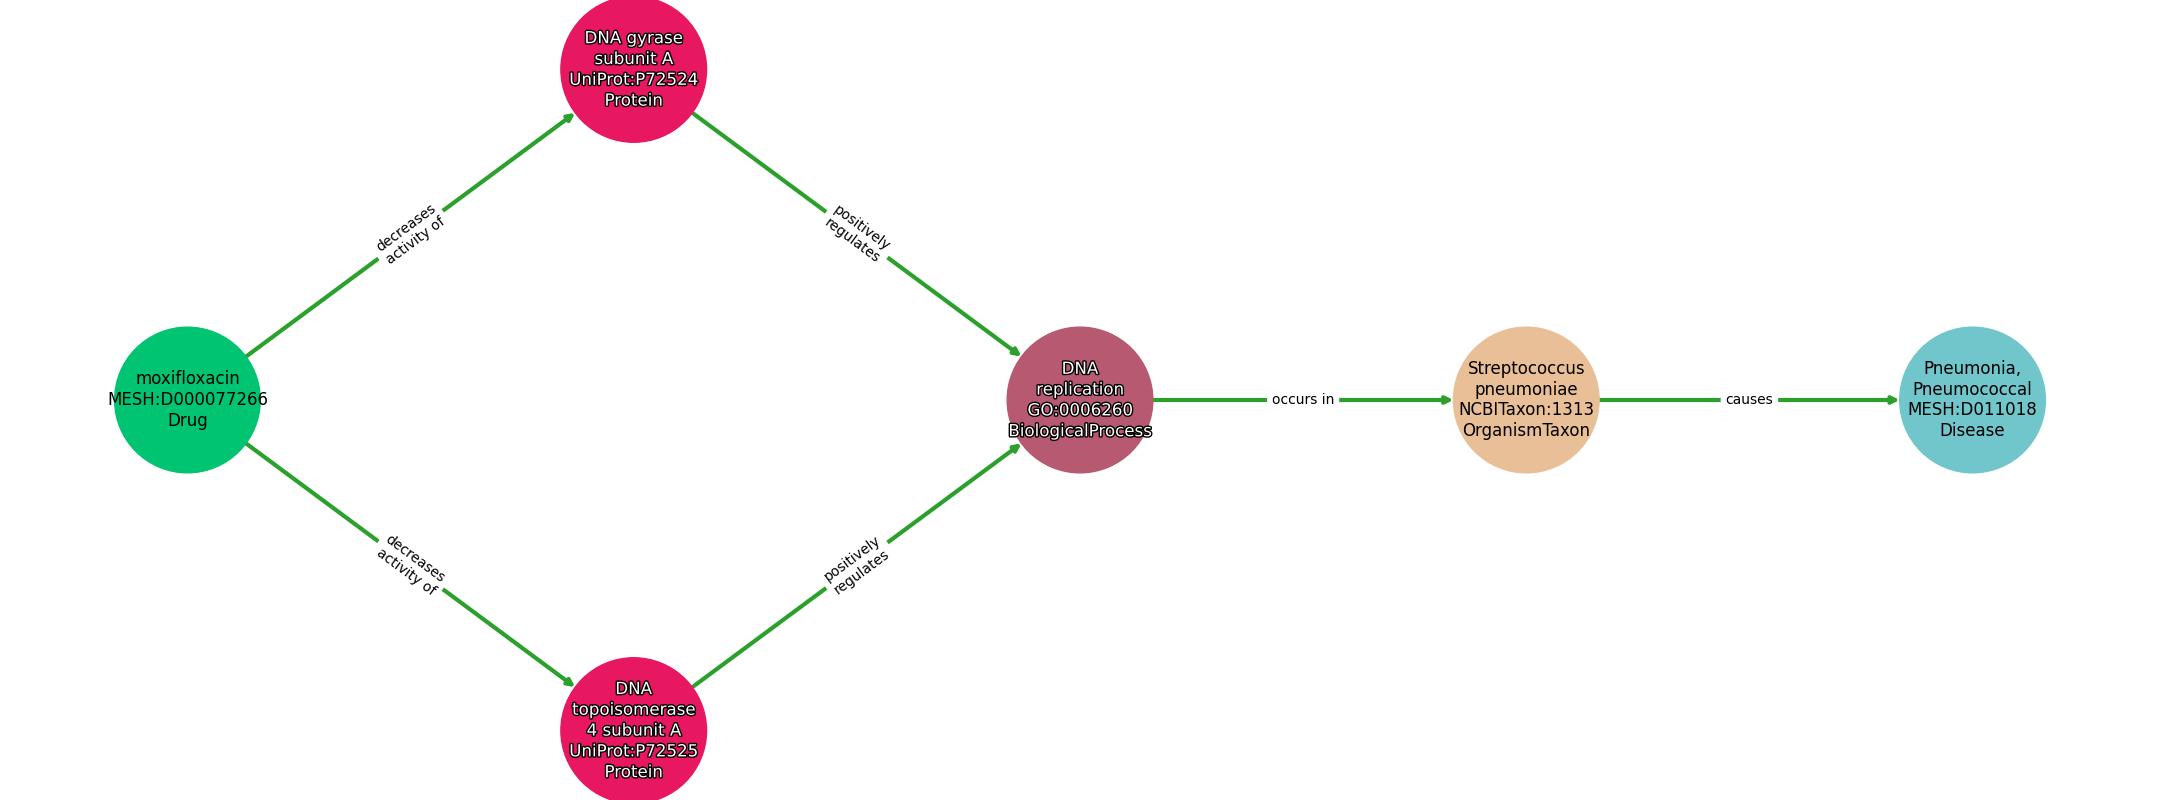 DNA gyrase
subunit A
UniProt:P72524
Protein
decreases
activity of
positively
regulates
moxifloxacin
MESH:D000077266
Drug
DNA
replication
GO:0006260
BiologicalProcess
occurs in
Streptococcus
pneumoniae
NCBITaxon:1313
OrganismTaxon
causes
Pneumonia,
Pneumococcal
MESH:D011018
Disease
decreases
activity of
positively
regulates
DNA
topoisomerase
4 subunit A
UniProt:P72525
Protein